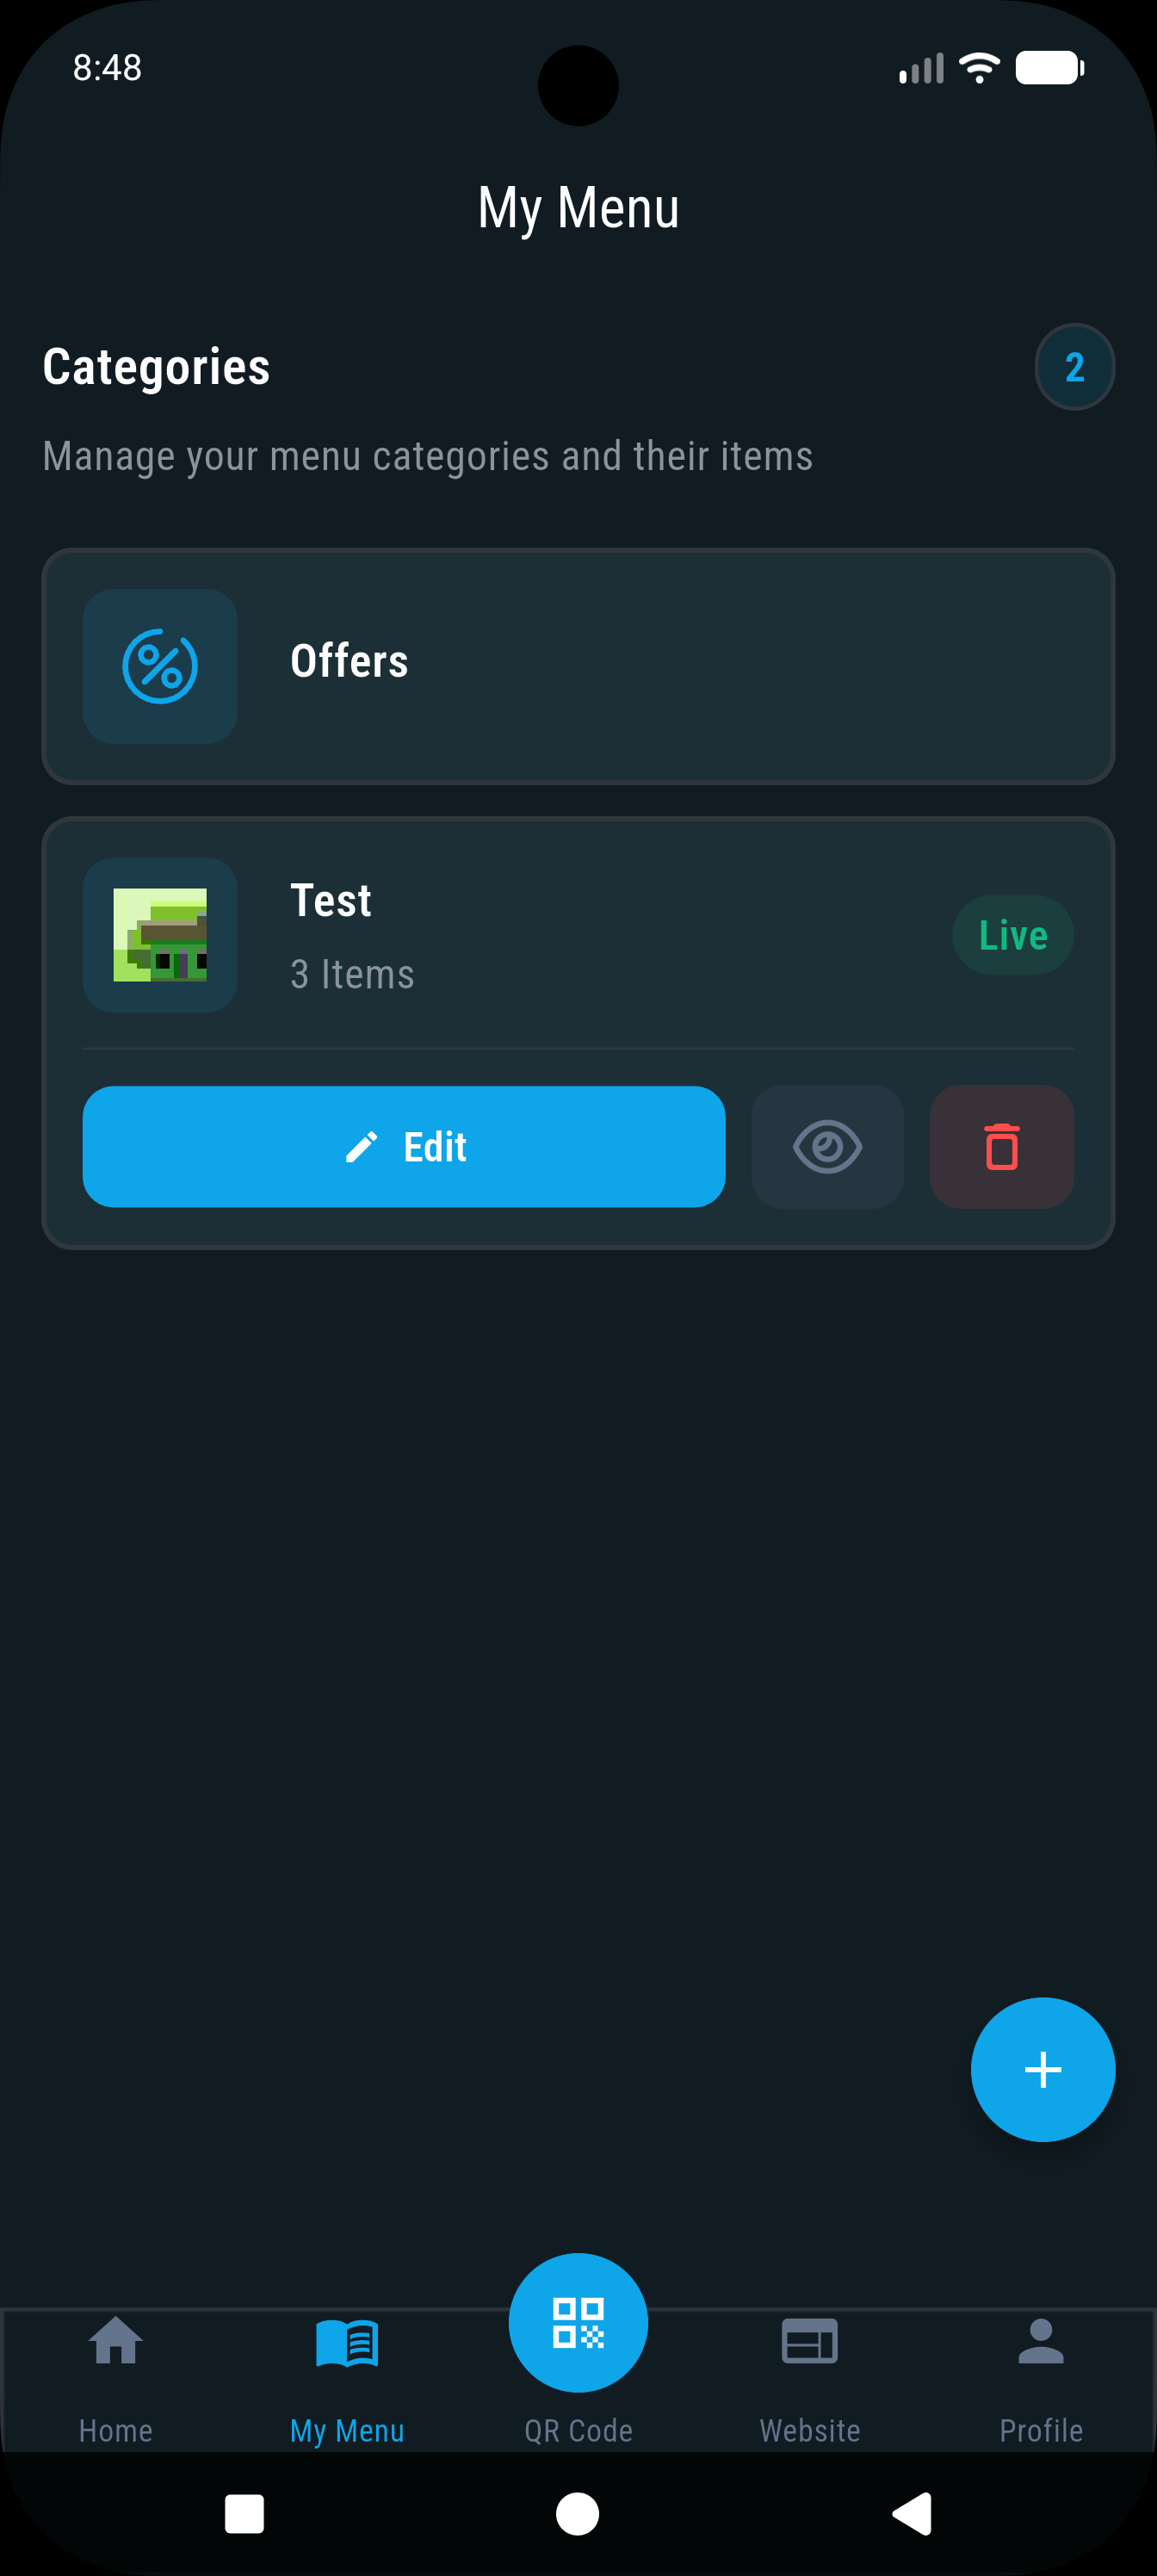 8:48
My Menu
Categories
2
Manage your menu categories and their items
Offers
Test
3 Items
Live
Edit
Home
My Menu
QR Code
Website
Profile